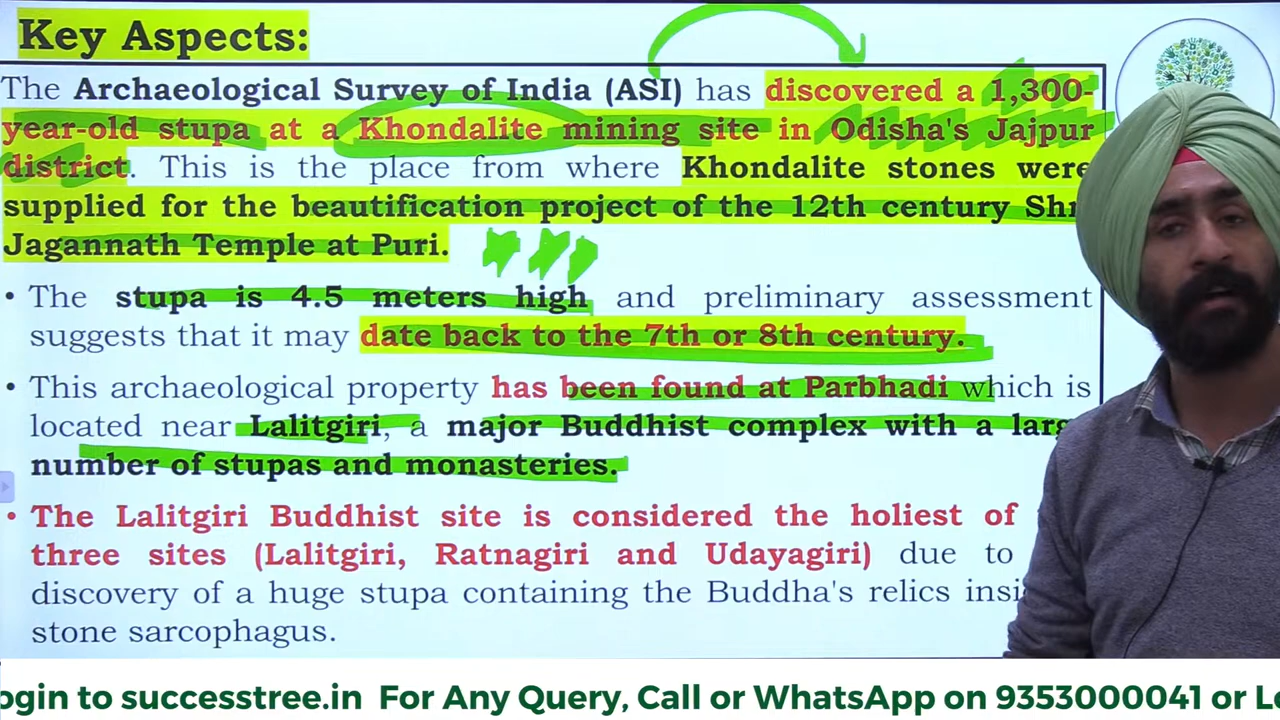 Key Aspects:
The Archaeological Survey of India (ASI) has discovered a 1,300-
year-old stupa at a Khondalite mining site in Odisha's Jajpur
district. This is the place from where Khondalite stones were
supplied for the beautification project of the 12th century
Jagannath Temple at Puri.
• The stupa is 4.5 meters high and preliminary assessment
suggests that it may date back to the 7th or 8th century.
• This archaeological property has been found at Parbhadi which is
located near Lalitgiri, a major Buddhist complex with a
number of stupas and monasteries.
• The Lalitgiri Buddhist site is considered the holiest of
three sites (Lalitgiri, Ratnagiri and Udayagiri) due to
discovery of a huge stupa containing the Buddha's relics
stone sarcophagus.
ogin to successtree.in For Any Query, Call or WhatsApp on 9353000041 or